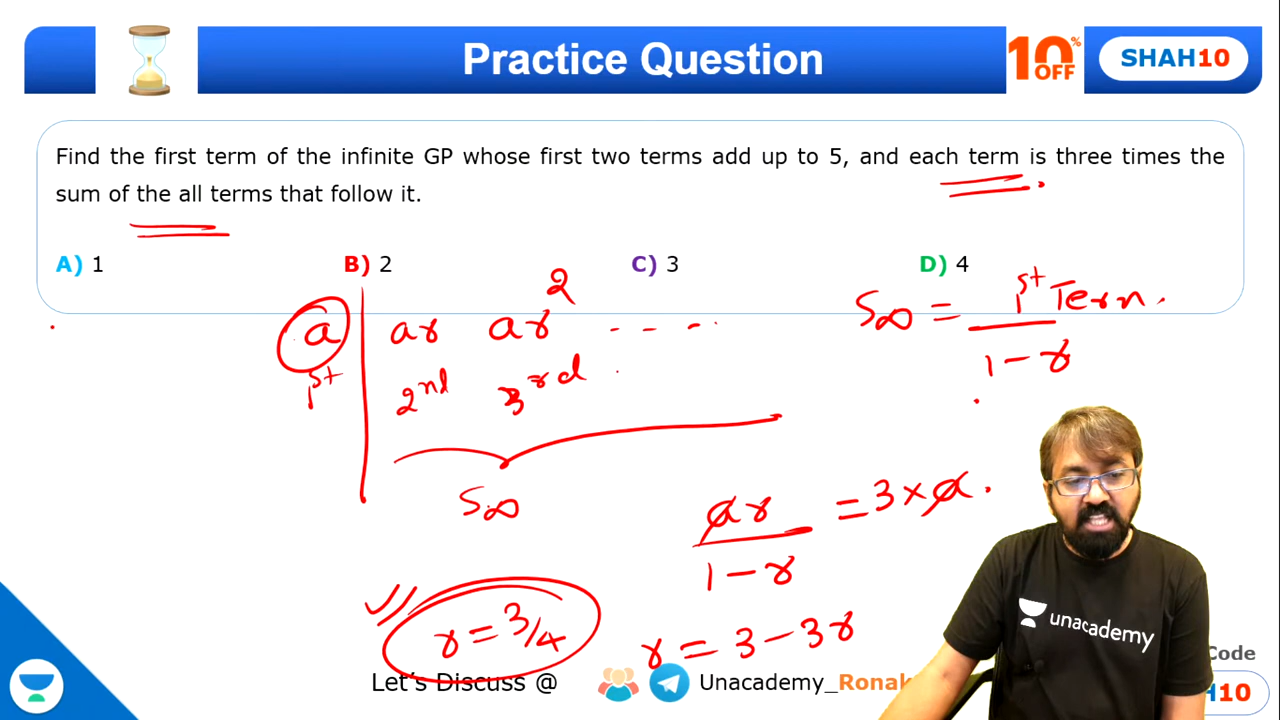 Practice Question
10% OFF
SHAH10
Find the first term of the infinite GP whose first two terms add up to 5, and each term is three times the
sum of the all terms that follow it.
A) 1
B) 2
C) 3
D) 4
a | ar ar² - - -
1st 2nd 3rd
S∞
S∞ = 1st Term / 1-r
ar / 1-r = 3×a
r = 3-3r
r = 3/4
unacademy
Let's Discuss @
Unacademy_Ronak
Code
10